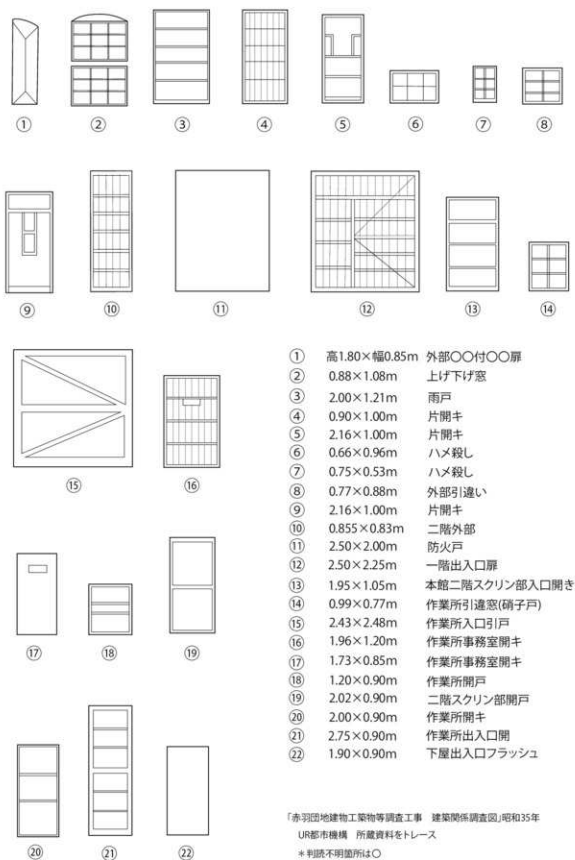 ①
②
③
④
⑤
⑥
⑦
⑧
⑨
⑩
⑪
⑫
⑬
⑭
⑮
⑯
⑰
⑱
⑲
⑳
㉑
㉒
① 高1.80×幅0.85m 外部〇〇付〇〇扉
② 0.88×1.08m 上げ下げ窓
③ 2.00×1.21m 雨戸
④ 0.90×1.00m 片開キ
⑤ 2.16×1.00m 片開キ
⑥ 0.66×0.96m ハメ殺し
⑦ 0.75×0.53m ハメ殺し
⑧ 0.77×0.88m 外部引違い
⑨ 2.16×1.00m 片開キ
⑩ 0.855×0.83m 二階外部
⑪ 2.50×2.00m 防火戸
⑫ 2.50×2.25m 一階出入口扉
⑬ 1.95×1.05m 本館二階スクリン部入口開き
⑭ 0.99×0.77m 作業所引違窓(硝子戸)
⑮ 2.43×2.48m 作業所入口引戸
⑯ 1.96×1.20m 作業所事務室開キ
⑰ 1.73×0.85m 作業所事務室開キ
⑱ 1.20×0.90m 作業所開戸
⑲ 2.02×0.90m 二階スクリン部開戸
⑳ 2.00×0.90m 作業所開キ
㉑ 2.75×0.90m 作業所出入口開
㉒ 1.90×0.90m 下屋出入口フラッシュ
「赤羽団地建物工築物等調査工事 建築関係調査図」昭和35年
UR都市機構 所蔵資料をトレース
＊判読不明箇所は〇